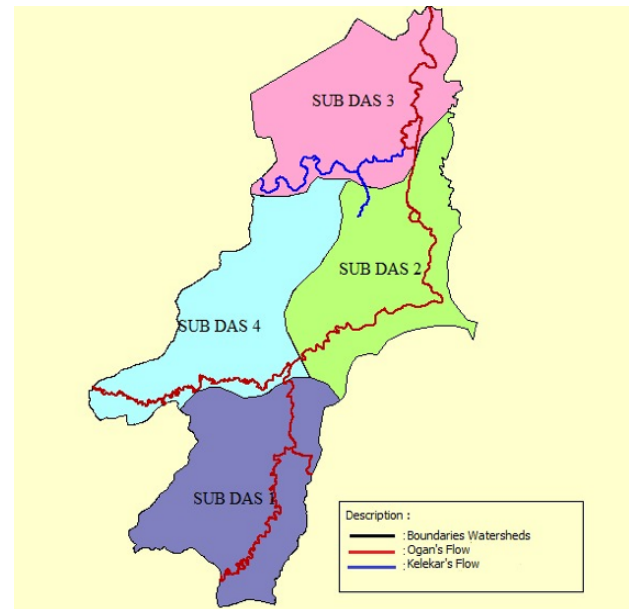 SUB DAS 3
SUB DAS 2
SUB DAS 4
SUB DAS 1
Description :
: Boundaries Watersheds
: Ogan's Flow
: Kelekar's Flow